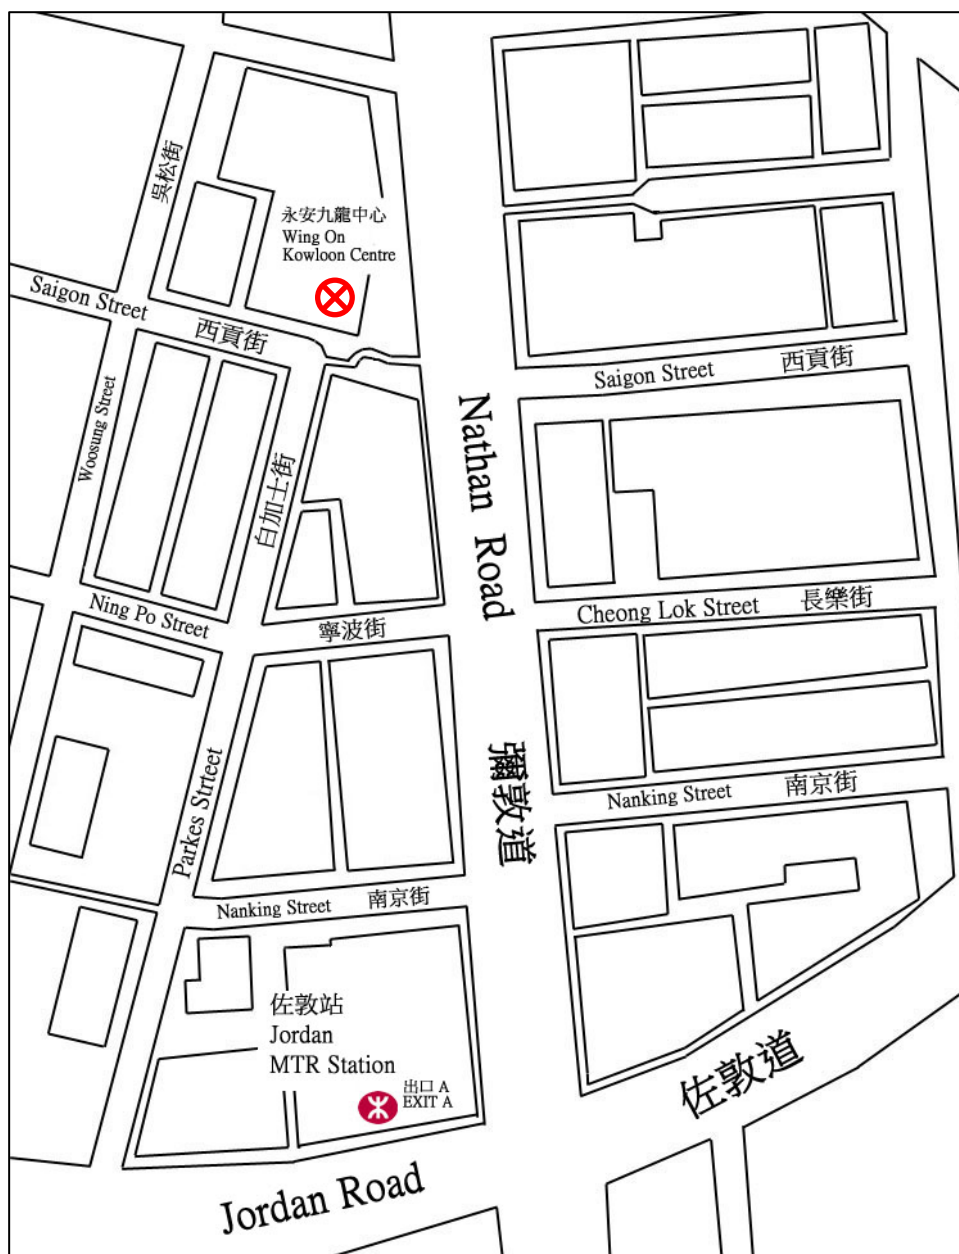 吳松街
永安九龍中心
Wing On
Kowloon Centre
Saigon Street
西貢街
Saigon Street
西貢街
Woosung Street
Nathan Road
白加士街
Ning Po Street
寧波街
Cheong Lok Street
長樂街
Parkes Strteet
彌敦道
Nanking Street
南京街
Nanking Street
南京街
佐敦站
Jordan
MTR Station
出口 A
EXIT A
佐敦道
Jordan Road